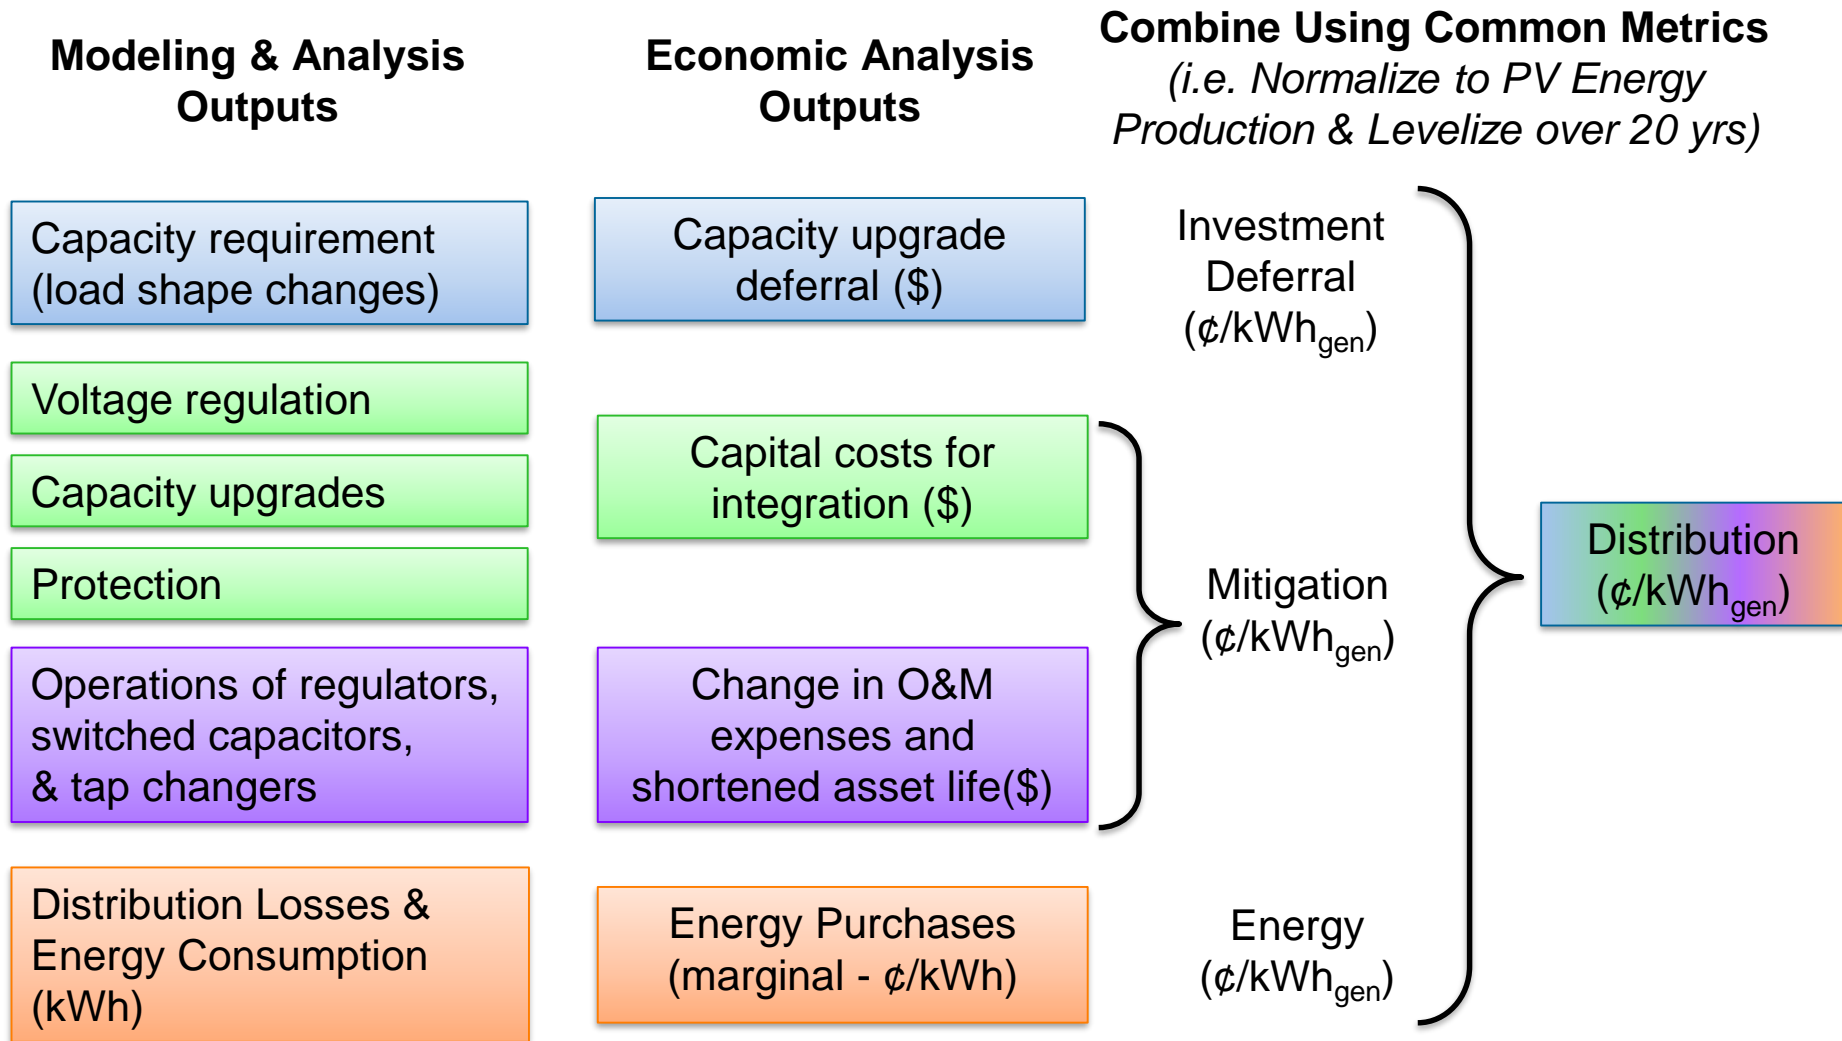 Modeling & Analysis
Outputs
Economic Analysis
Outputs
Combine Using Common Metrics
(i.e. Normalize to PV Energy
Production & Levelize over 20 yrs)
Capacity requirement
(load shape changes)
Voltage regulation
Capacity upgrades
Protection
Operations of regulators,
switched capacitors,
& tap changers
Distribution Losses &
Energy Consumption
(kWh)
Capacity upgrade
deferral ($)
Capital costs for
integration ($)
Change in O&M
expenses and
shortened asset life($)
Energy Purchases
(marginal - ¢/kWh)
Investment
Deferral
(¢/kWhgen)
Mitigation
(¢/kWhgen)
Energy
(¢/kWhgen)
Distribution
(¢/kWhgen)